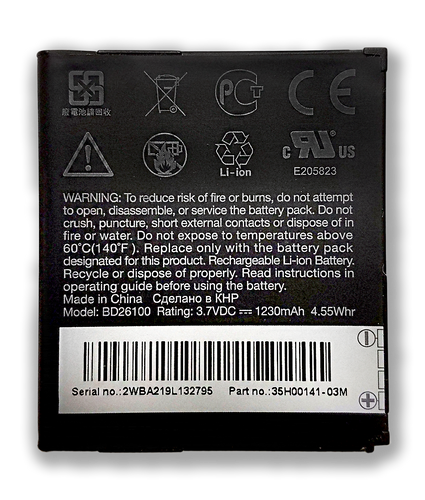 廢電池請回收
PCT
CE
Li-ion
c RU US
E205823
WARNING: To reduce risk of fire or burns, do not attempt
to open, disassemble, or service the battery pack. Do not
crush, puncture, short external contacts or dispose of in
fire or water. Do not expose to temperatures above
60°C(140°F). Replace only with the battery pack
designated for this product. Rechargeable Li-ion Battery.
Recycle or dispose of properly. Read instructions in
operating guide before using the battery.
Made in China Сделано в КНР
Model: BD26100 Rating: 3.7VDC⎓ 1230mAh 4.55Whr
Serial no.:2WBA219L132795 Part no.:35H00141-03M